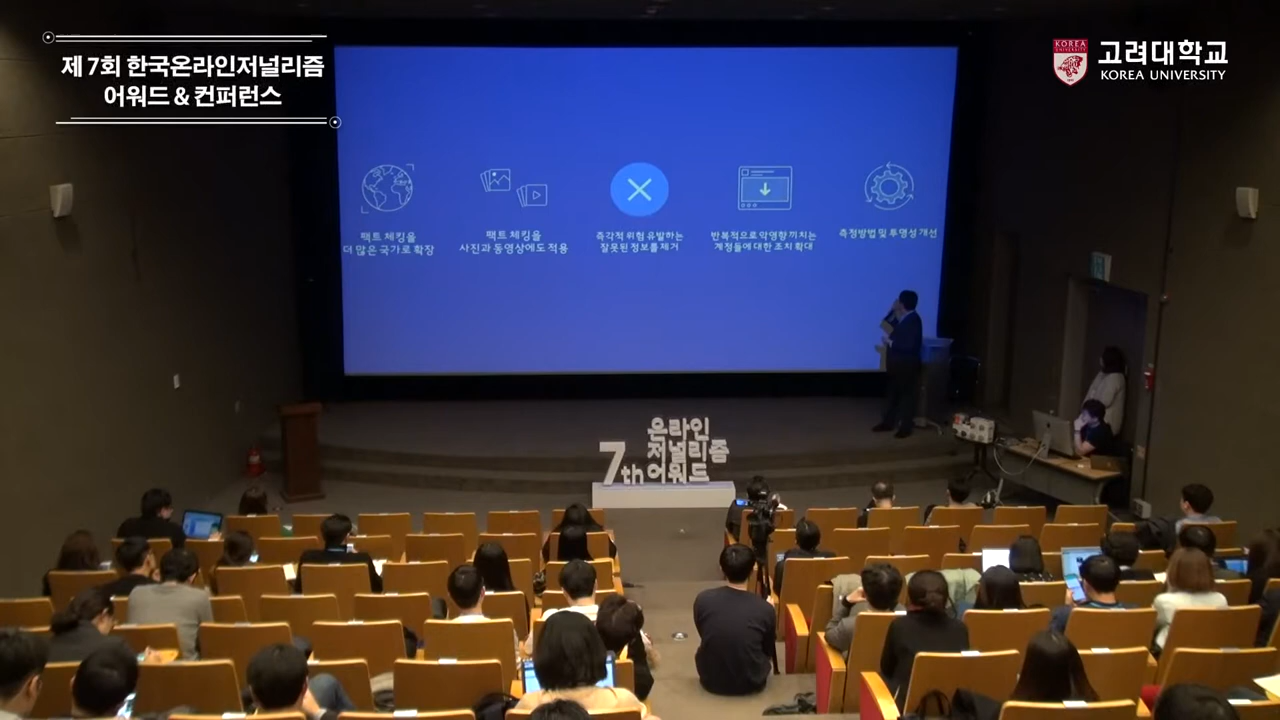 제 7회 한국온라인저널리즘
어워드 & 컨퍼런스
KOREA
UNIVERSITY
고려대학교
KOREA UNIVERSITY
팩트 체킹을
더 많은 국가로 확장
팩트 체킹을
사진과 동영상에도 적용
즉각적 위험 유발하는
잘못된 정보를 제거
반복적으로 악영향 끼치는
계정들에 대한 조치 확대
측정방법 및 투명성 개선
7th
온라인
저널리즘
어워드